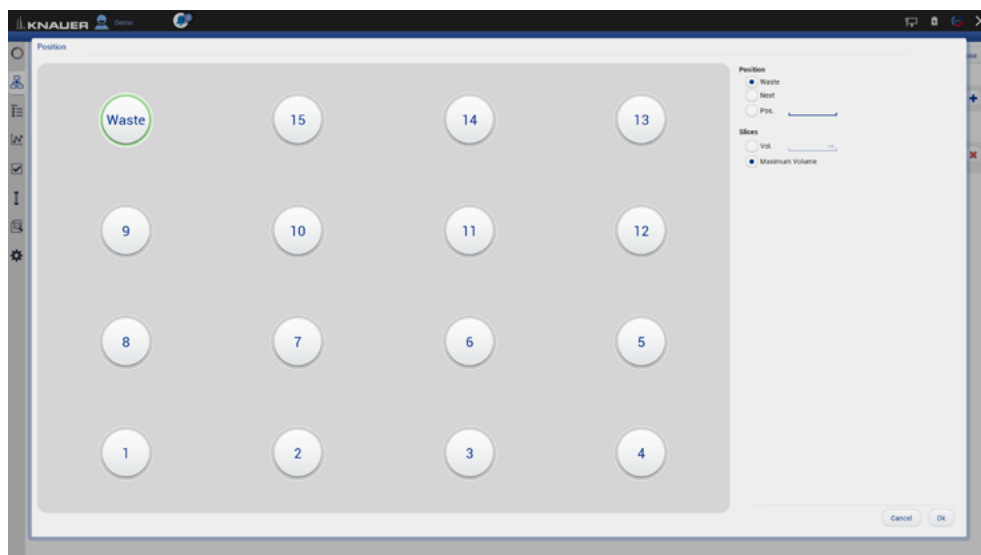 KNAUER Demo
Position
Waste 15 14 13
9 10 11 12
8 7 6 5
1 2 3 4
Position
Waste
Next
Pos.
Slices
Vol.
Maximum Volume
Cancel Ok